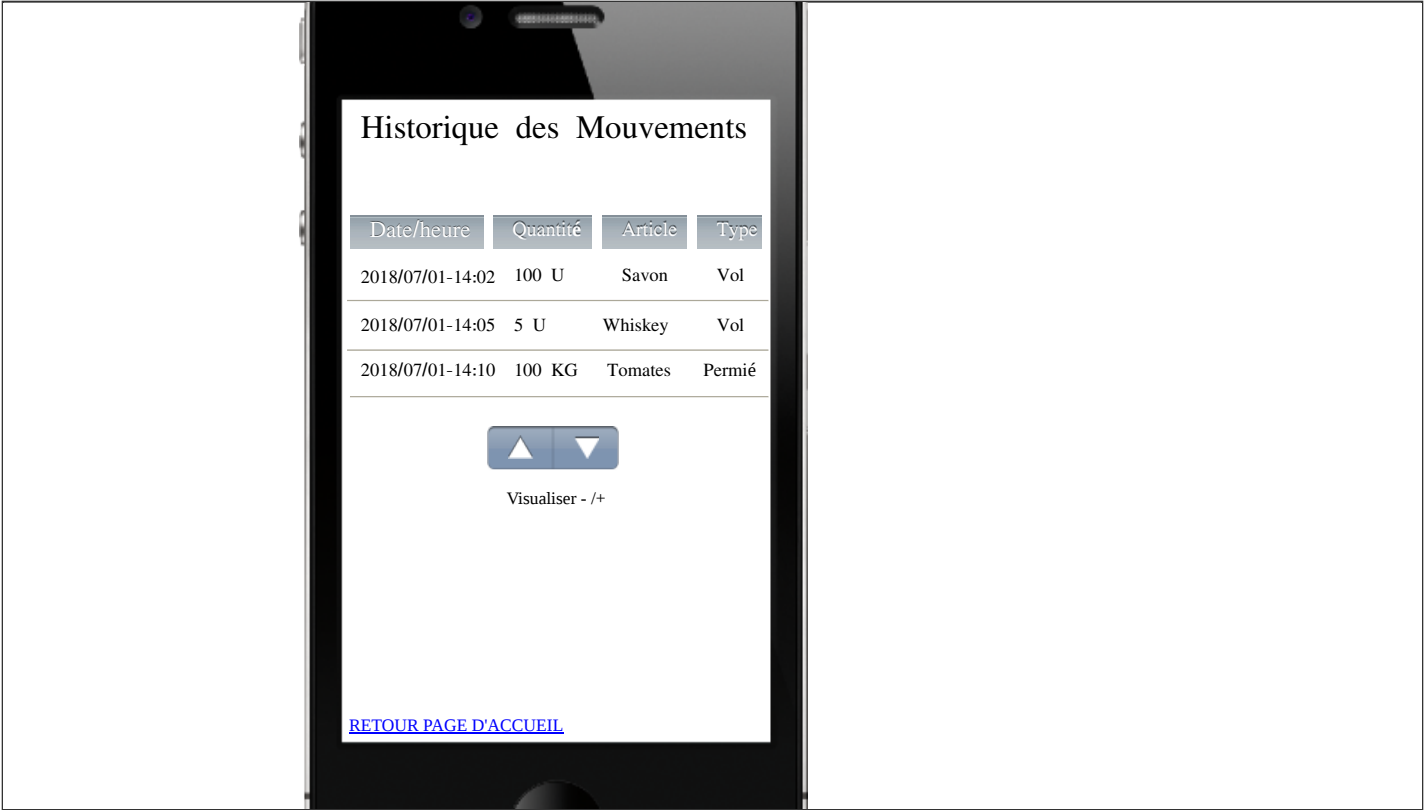 Historique des Mouvements
Date/heure Quantité Article Type
2018/07/01-14:02 100 U Savon Vol
2018/07/01-14:05 5 U Whiskey Vol
2018/07/01-14:10 100 KG Tomates Permié
Visualiser - /+
RETOUR PAGE D'ACCUEIL